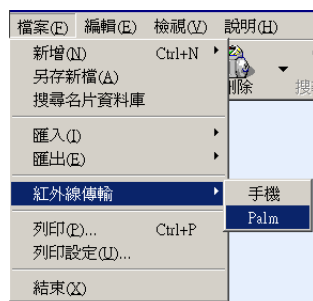 檔案(F) 編輯(E) 檢視(V) 說明(H)
新增(N) Ctrl+N
另存新檔(A)
刪除
搜尋名片資料庫
匯入(I)
匯出(E)
紅外線傳輸
手機
Palm
列印(P)... Ctrl+P
列印設定(U)...
結束(X)